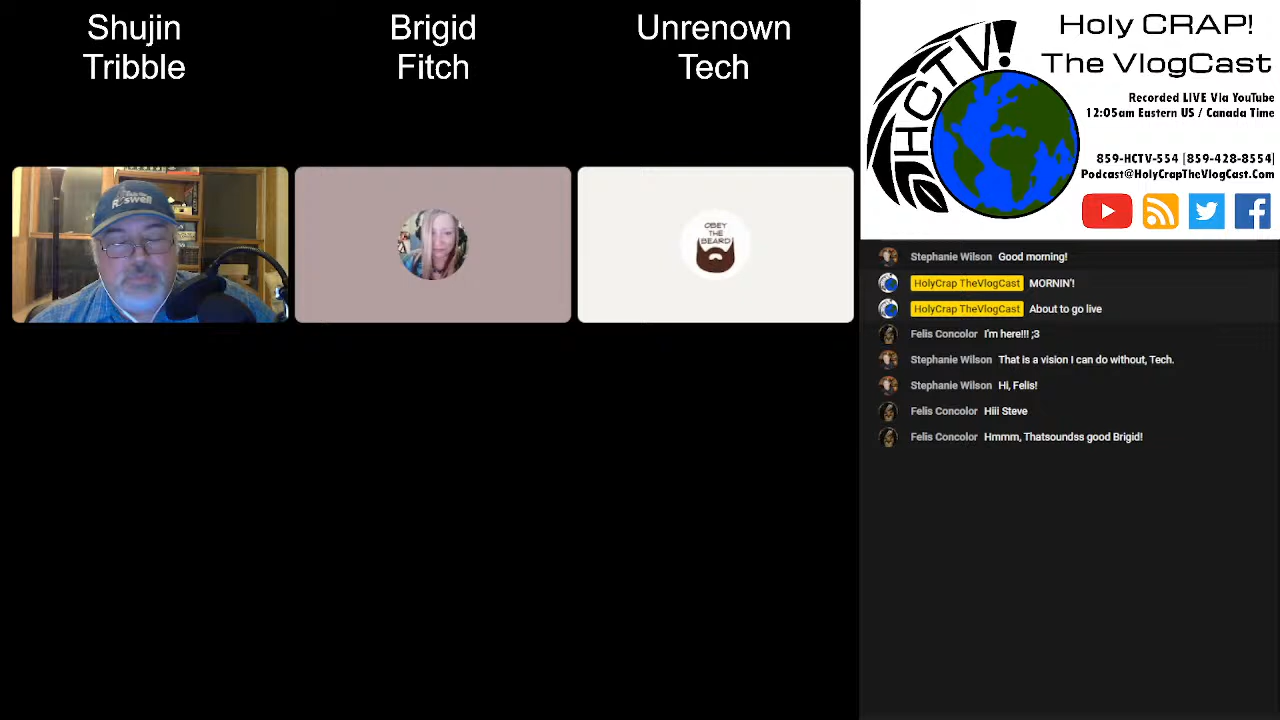 Shujin
Tribble
Brigid
Fitch
Unrenown
Tech
HCTV!
Holy CRAP!
The VlogCast
Recorded LIVE Via YouTube
12:05am Eastern US / Canada Time
859-HCTV-554 [859-428-8554]
Podcast@HolyCrapTheVlogCast.Com
OBEY
THE
BEARD
Stephanie Wilson Good morning!
HolyCrap TheVlogCast MORNIN'!
HolyCrap TheVlogCast About to go live
Felis Concolor I'm here!!! ;3
Stephanie Wilson That is a vision I can do without, Tech.
Stephanie Wilson Hi, Felis!
Felis Concolor Hiii Steve
Felis Concolor Hmmm, Thatsoundss good Brigid!